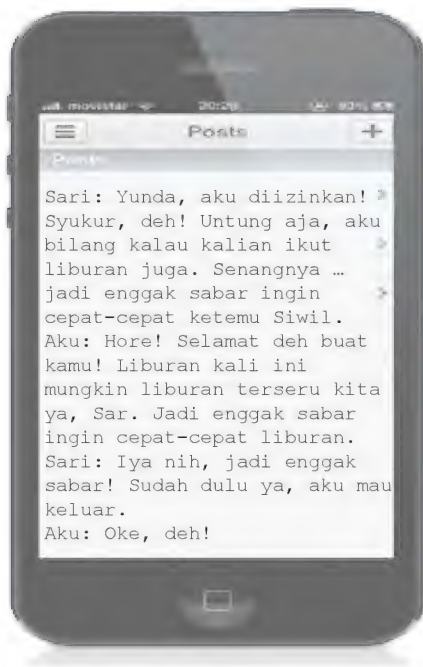 movistar 20:26
Posts +
Sari: Yunda, aku diizinkan!
Syukur, deh! Untung aja, aku
bilang kalau kalian ikut
liburan juga. Senangnya …
jadi enggak sabar ingin
cepat-cepat ketemu Siwil.
Aku: Hore! Selamat deh buat
kamu! Liburan kali ini
mungkin liburan terseru kita
ya, Sar. Jadi enggak sabar
ingin cepat-cepat liburan.
Sari: Iya nih, jadi enggak
sabar! Sudah dulu ya, aku mau
keluar.
Aku: Oke, deh!